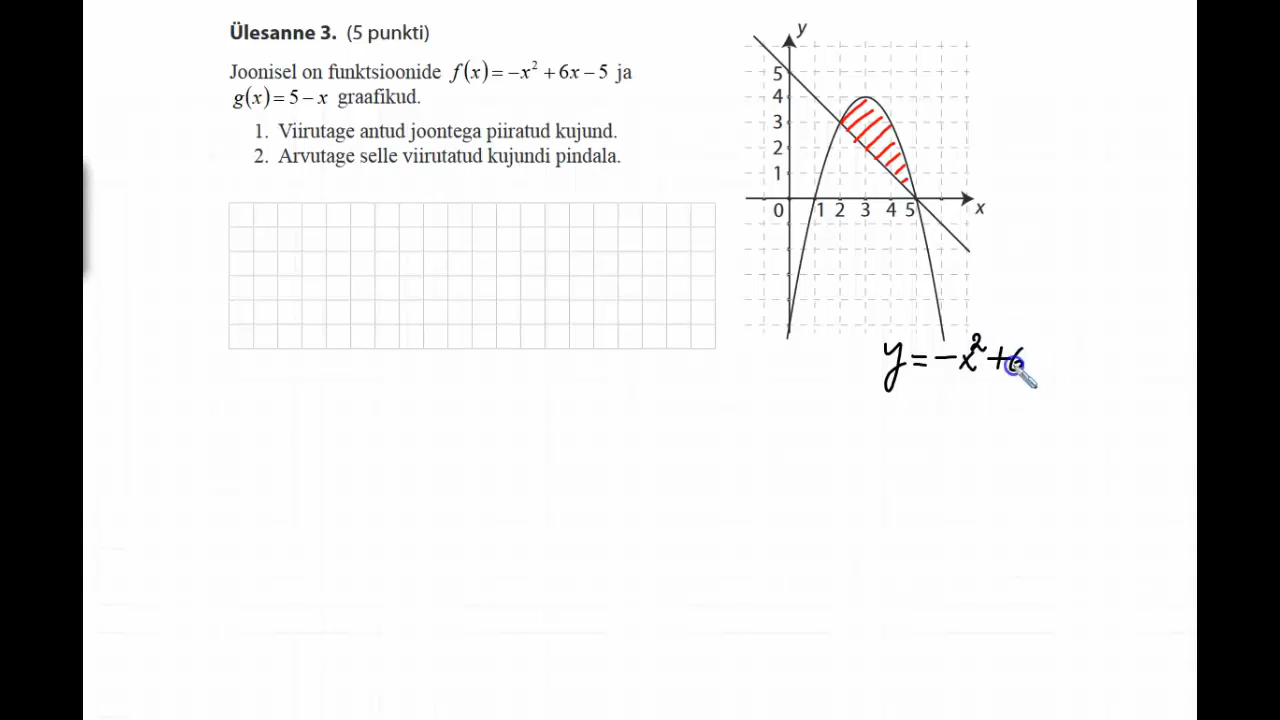 Ülesanne 3. (5 punkti)
Joonisel on funktsioonide f(x) = −x² + 6x − 5 ja
g(x) = 5 − x graafikud.
1. Viirutage antud joontega piiratud kujund.
2. Arvutage selle viirutatud kujundi pindala.
y
5
4
3
2
1
0 1 2 3 4 5 x
y = −x² + 6